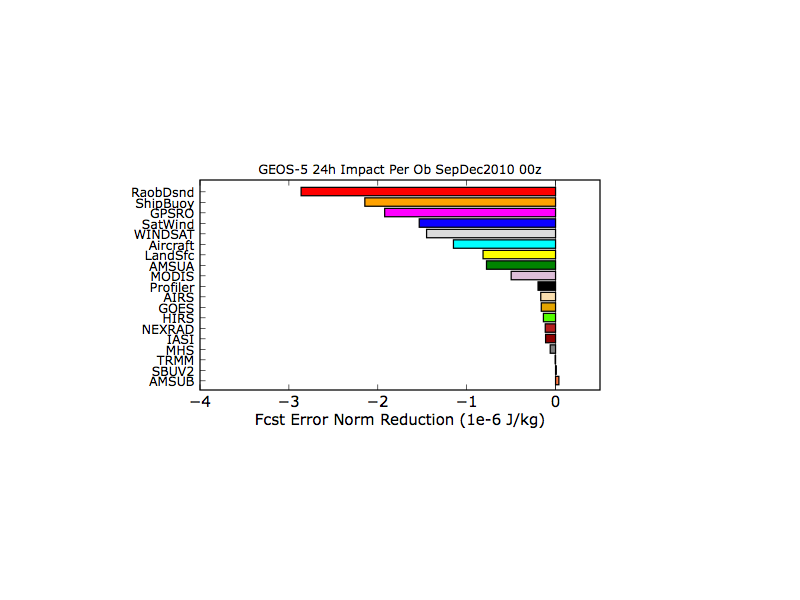 GEOS-5 24h Impact Per Ob SepDec2010 00z
RaobDsnd
ShipBuoy
GPSRO
SatWind
WINDSAT
Aircraft
LandSfc
AMSUA
MODIS
Profiler
AIRS
GOES
HIRS
NEXRAD
IASI
MHS
TRMM
SBUV2
AMSUB
−4 −3 −2 −1 0
Fcst Error Norm Reduction (1e-6 J/kg)